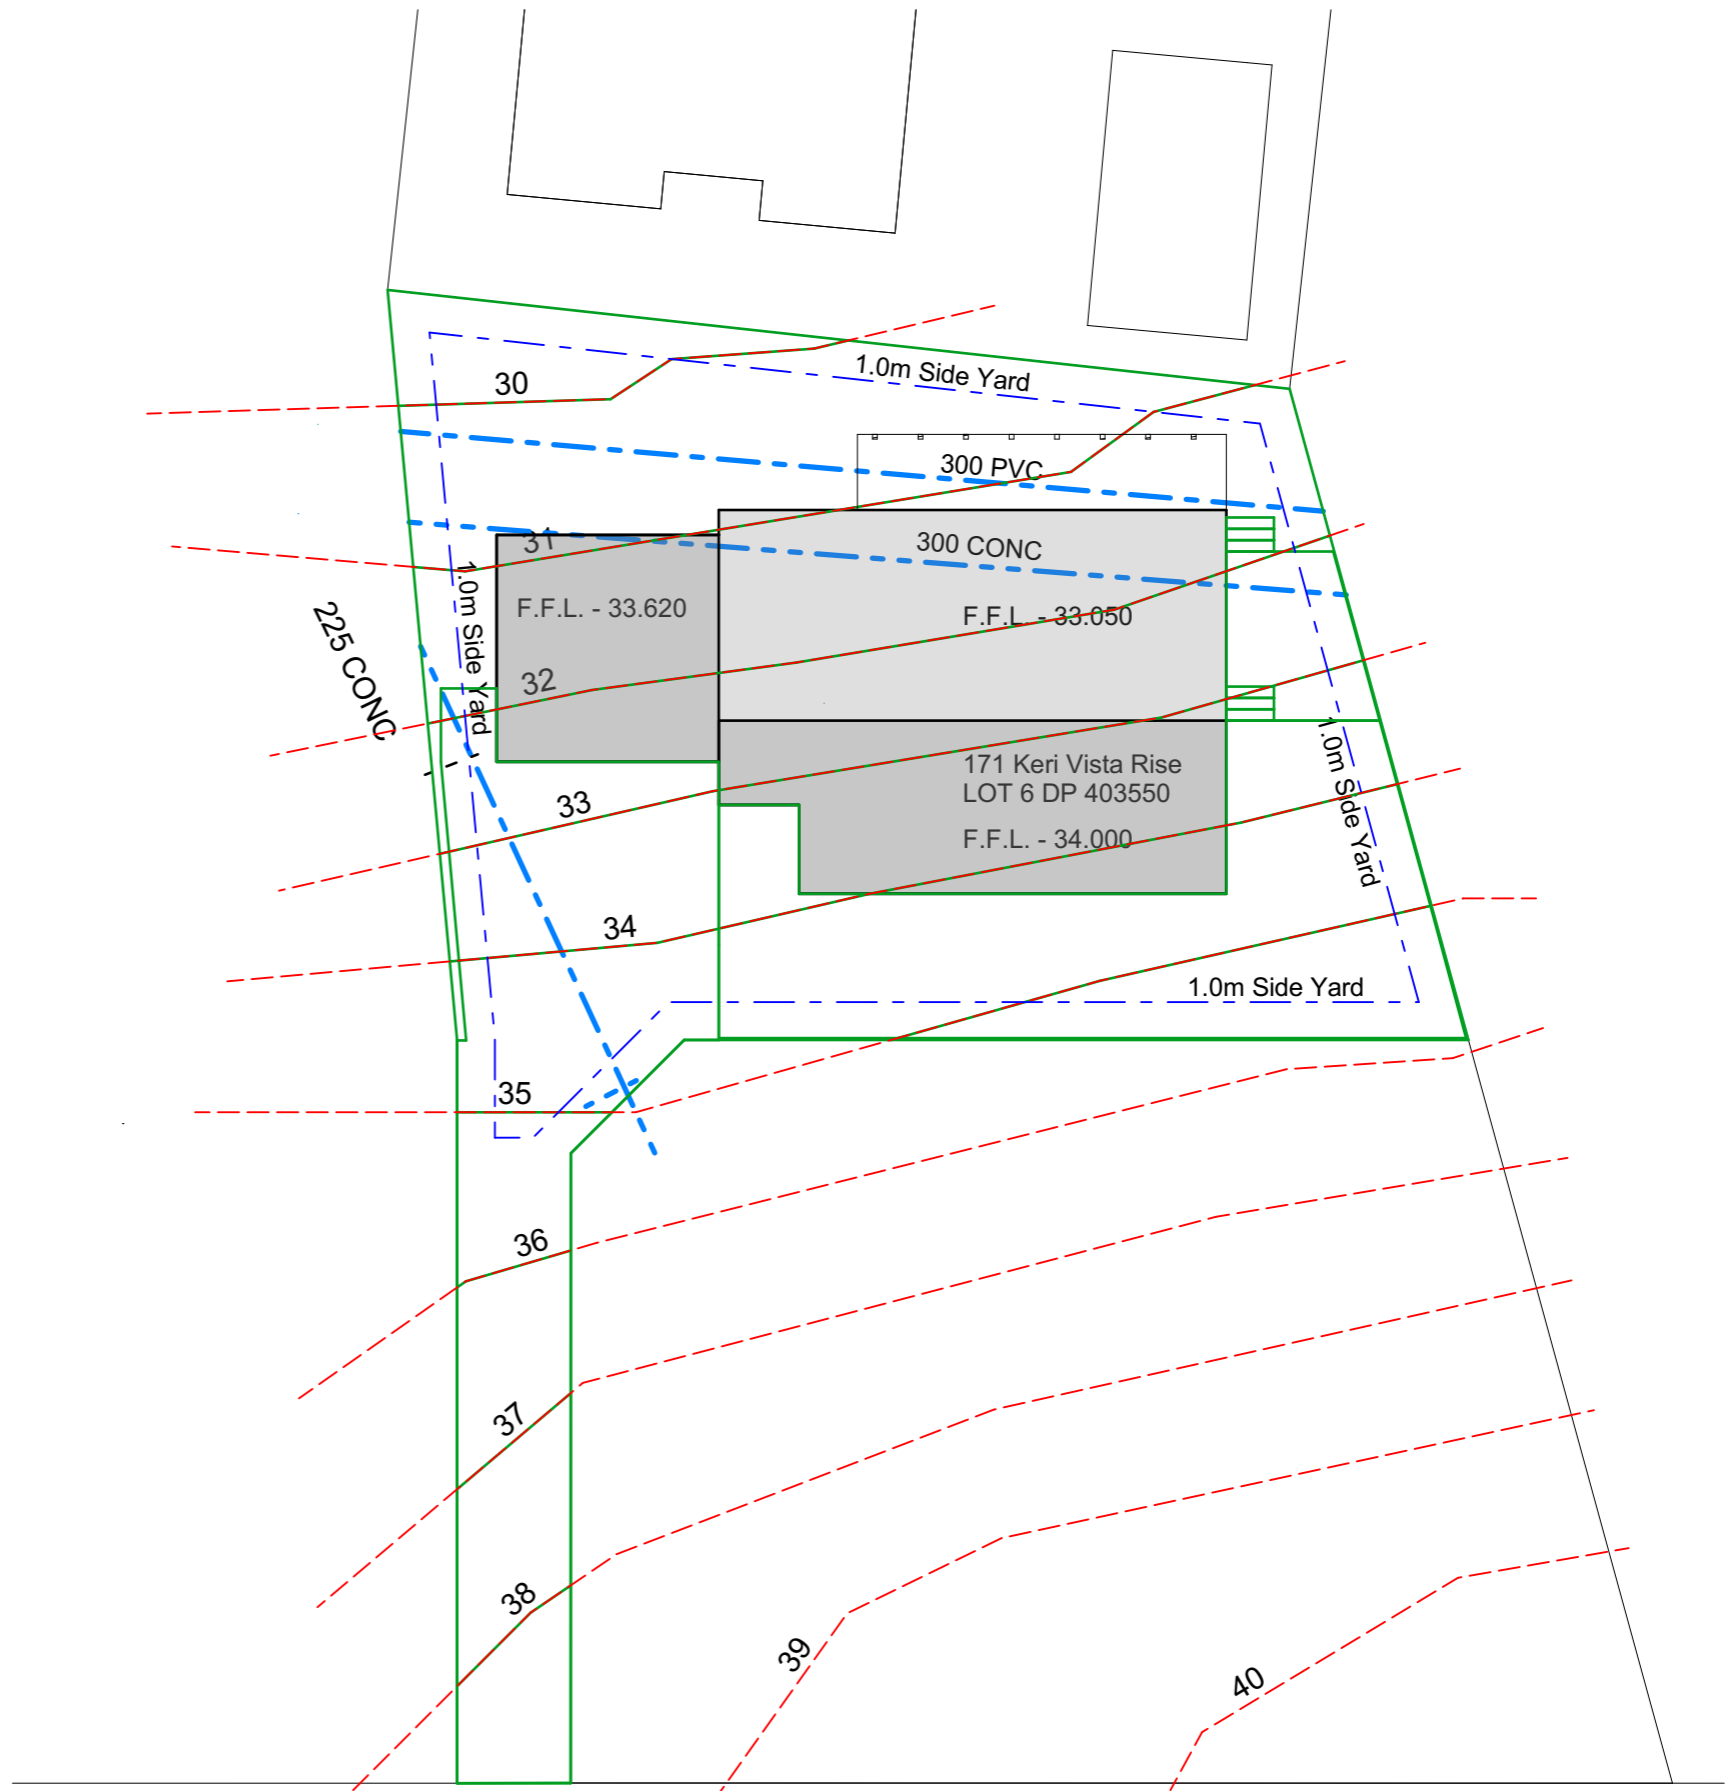 1.0m Side Yard
30
300 PVC
31
300 CONC
1.0m Side Yard
F.F.L. - 33.620
F.F.L. - 33.050
225 CONC
32
171 Keri Vista Rise
LOT 6 DP 403550
F.F.L. - 34.000
1.0m Side Yard
33
34
1.0m Side Yard
35
36
37
38
39
40